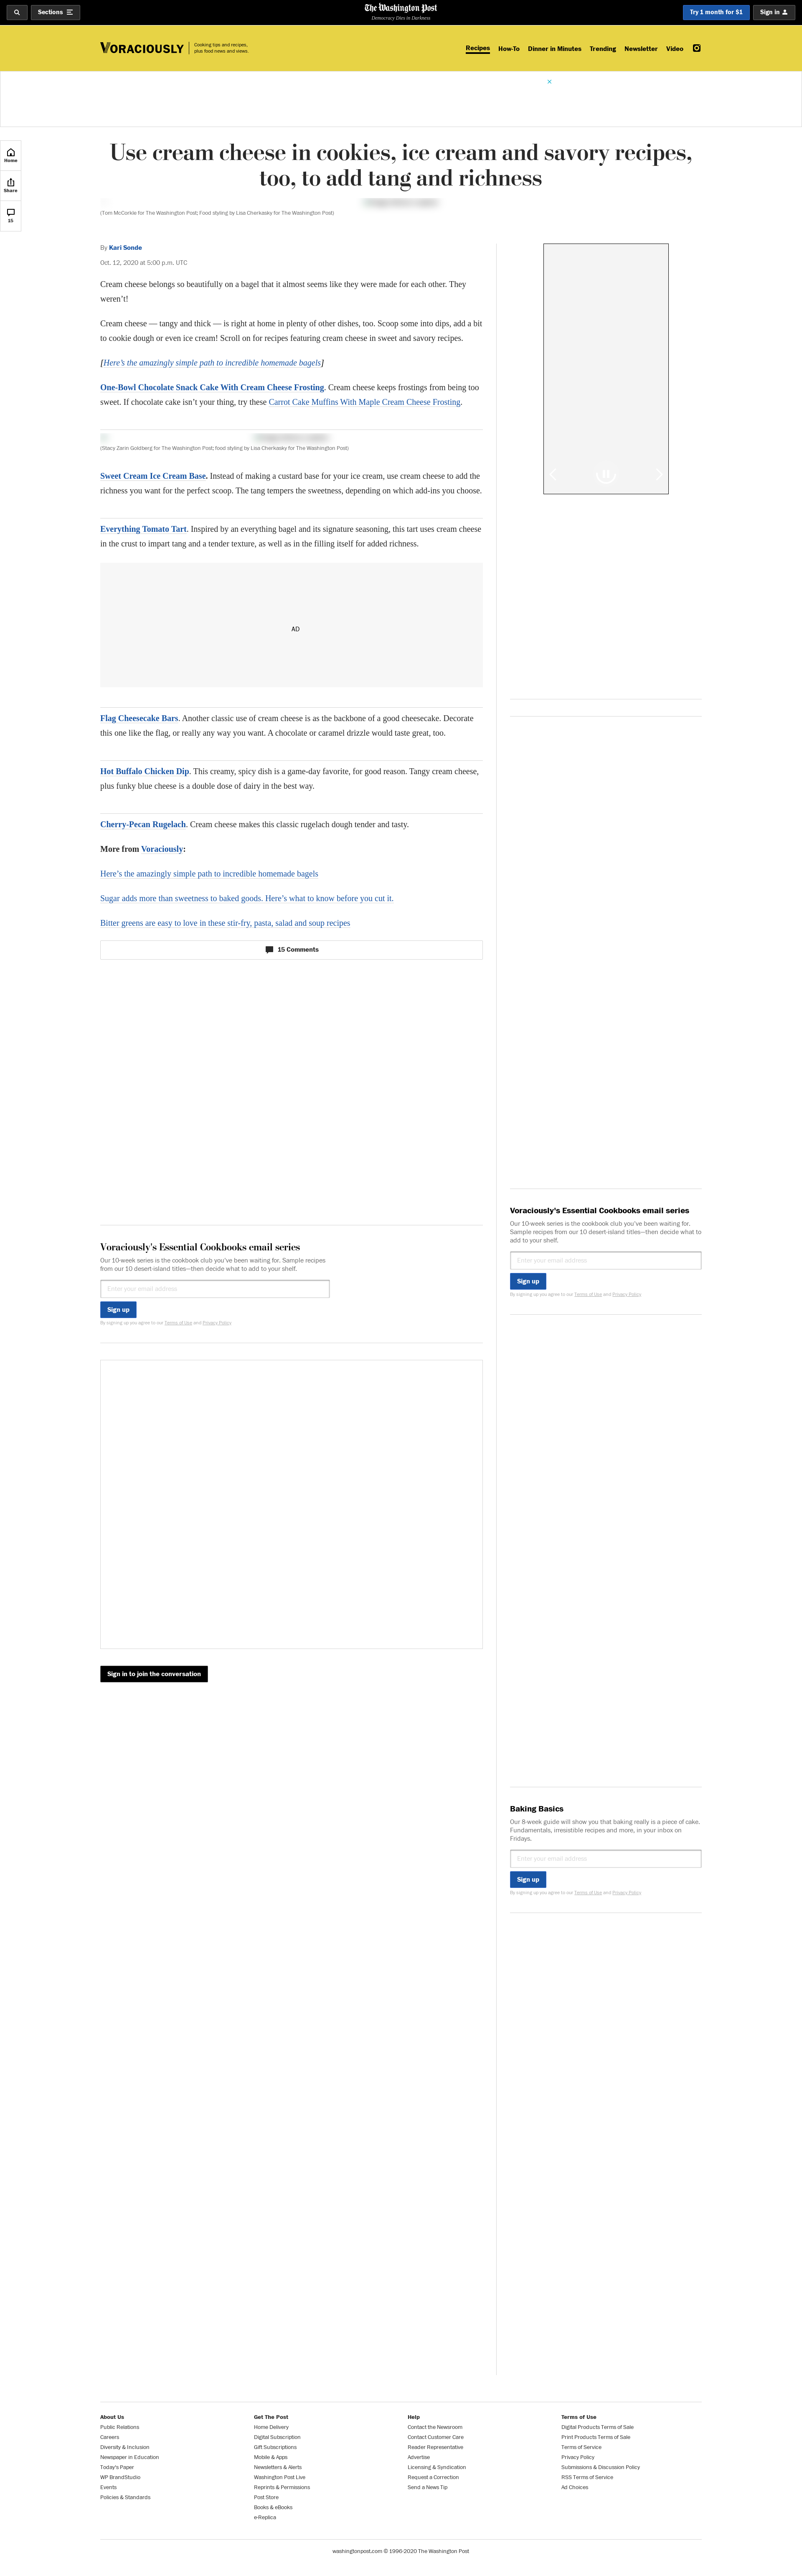 Sections
The Washington Post
Democracy Dies in Darkness
Try 1 month for $1
Sign in
VORACIOUSLY
Cooking tips and recipes,
plus food news and views.
Recipes
How-To
Dinner in Minutes
Trending
Newsletter
Video
Home
Share
15
Use cream cheese in cookies, ice cream and savory recipes,
too, to add tang and richness
(Tom McCorkle for The Washington Post; Food styling by Lisa Cherkasky for The Washington Post)
By Kari Sonde
Oct. 12, 2020 at 5:00 p.m. UTC
Cream cheese belongs so beautifully on a bagel that it almost seems like they were made for each other. They
weren’t!
Cream cheese — tangy and thick — is right at home in plenty of other dishes, too. Scoop some into dips, add a bit
to cookie dough or even ice cream! Scroll on for recipes featuring cream cheese in sweet and savory recipes.
[Here’s the amazingly simple path to incredible homemade bagels]
One-Bowl Chocolate Snack Cake With Cream Cheese Frosting. Cream cheese keeps frostings from being too
sweet. If chocolate cake isn’t your thing, try these Carrot Cake Muffins With Maple Cream Cheese Frosting.
(Stacy Zarin Goldberg for The Washington Post; food styling by Lisa Cherkasky for The Washington Post)
Sweet Cream Ice Cream Base. Instead of making a custard base for your ice cream, use cream cheese to add the
richness you want for the perfect scoop. The tang tempers the sweetness, depending on which add-ins you choose.
Everything Tomato Tart. Inspired by an everything bagel and its signature seasoning, this tart uses cream cheese
in the crust to impart tang and a tender texture, as well as in the filling itself for added richness.
AD
Flag Cheesecake Bars. Another classic use of cream cheese is as the backbone of a good cheesecake. Decorate
this one like the flag, or really any way you want. A chocolate or caramel drizzle would taste great, too.
Hot Buffalo Chicken Dip. This creamy, spicy dish is a game-day favorite, for good reason. Tangy cream cheese,
plus funky blue cheese is a double dose of dairy in the best way.
Cherry-Pecan Rugelach. Cream cheese makes this classic rugelach dough tender and tasty.
More from Voraciously:
Here’s the amazingly simple path to incredible homemade bagels
Sugar adds more than sweetness to baked goods. Here’s what to know before you cut it.
Bitter greens are easy to love in these stir-fry, pasta, salad and soup recipes
15 Comments
Voraciously's Essential Cookbooks email series
Our 10-week series is the cookbook club you’ve been waiting for. Sample recipes
from our 10 desert-island titles—then decide what to add to your shelf.
Enter your email address
Sign up
By signing up you agree to our Terms of Use and Privacy Policy
Sign in to join the conversation
Voraciously's Essential Cookbooks email series
Our 10-week series is the cookbook club you’ve been waiting for.
Sample recipes from our 10 desert-island titles—then decide what to
add to your shelf.
Enter your email address
Sign up
By signing up you agree to our Terms of Use and Privacy Policy
Baking Basics
Our 8-week guide will show you that baking really is a piece of cake.
Fundamentals, irresistible recipes and more, in your inbox on
Fridays.
Enter your email address
Sign up
By signing up you agree to our Terms of Use and Privacy Policy
About Us
Public Relations
Careers
Diversity & Inclusion
Newspaper in Education
Today's Paper
WP BrandStudio
Events
Policies & Standards
Get The Post
Home Delivery
Digital Subscription
Gift Subscriptions
Mobile & Apps
Newsletters & Alerts
Washington Post Live
Reprints & Permissions
Post Store
Books & eBooks
e-Replica
Help
Contact the Newsroom
Contact Customer Care
Reader Representative
Advertise
Licensing & Syndication
Request a Correction
Send a News Tip
Terms of Use
Digital Products Terms of Sale
Print Products Terms of Sale
Terms of Service
Privacy Policy
Submissions & Discussion Policy
RSS Terms of Service
Ad Choices
washingtonpost.com © 1996-2020 The Washington Post